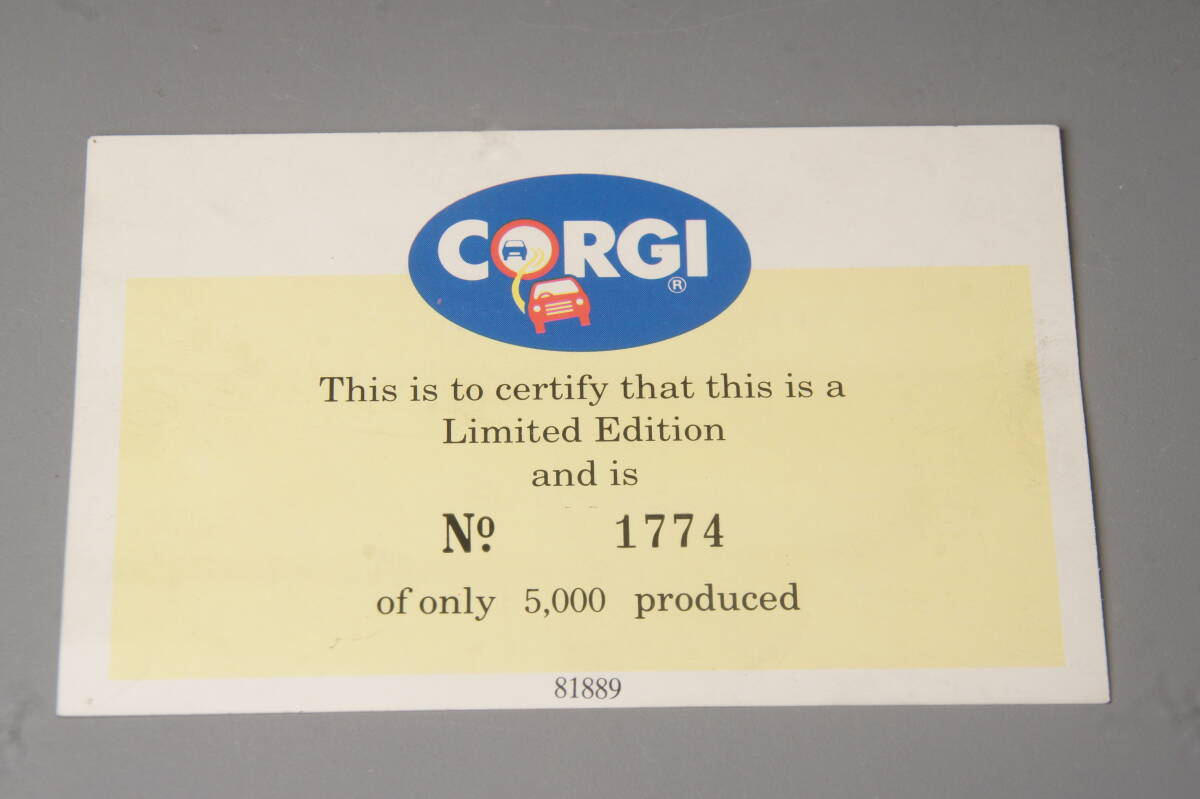 CORGI ®
This is to certify that this is a
Limited Edition
and is
No. 1774
of only 5,000 produced
81889